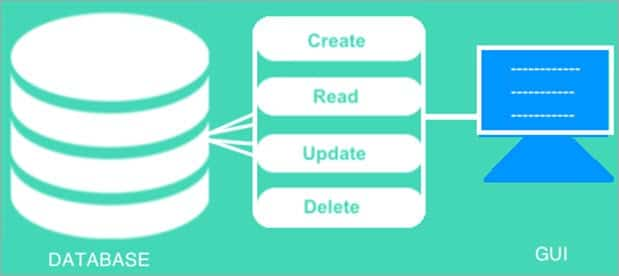 Create
Read
Update
Delete
DATABASE
GUI